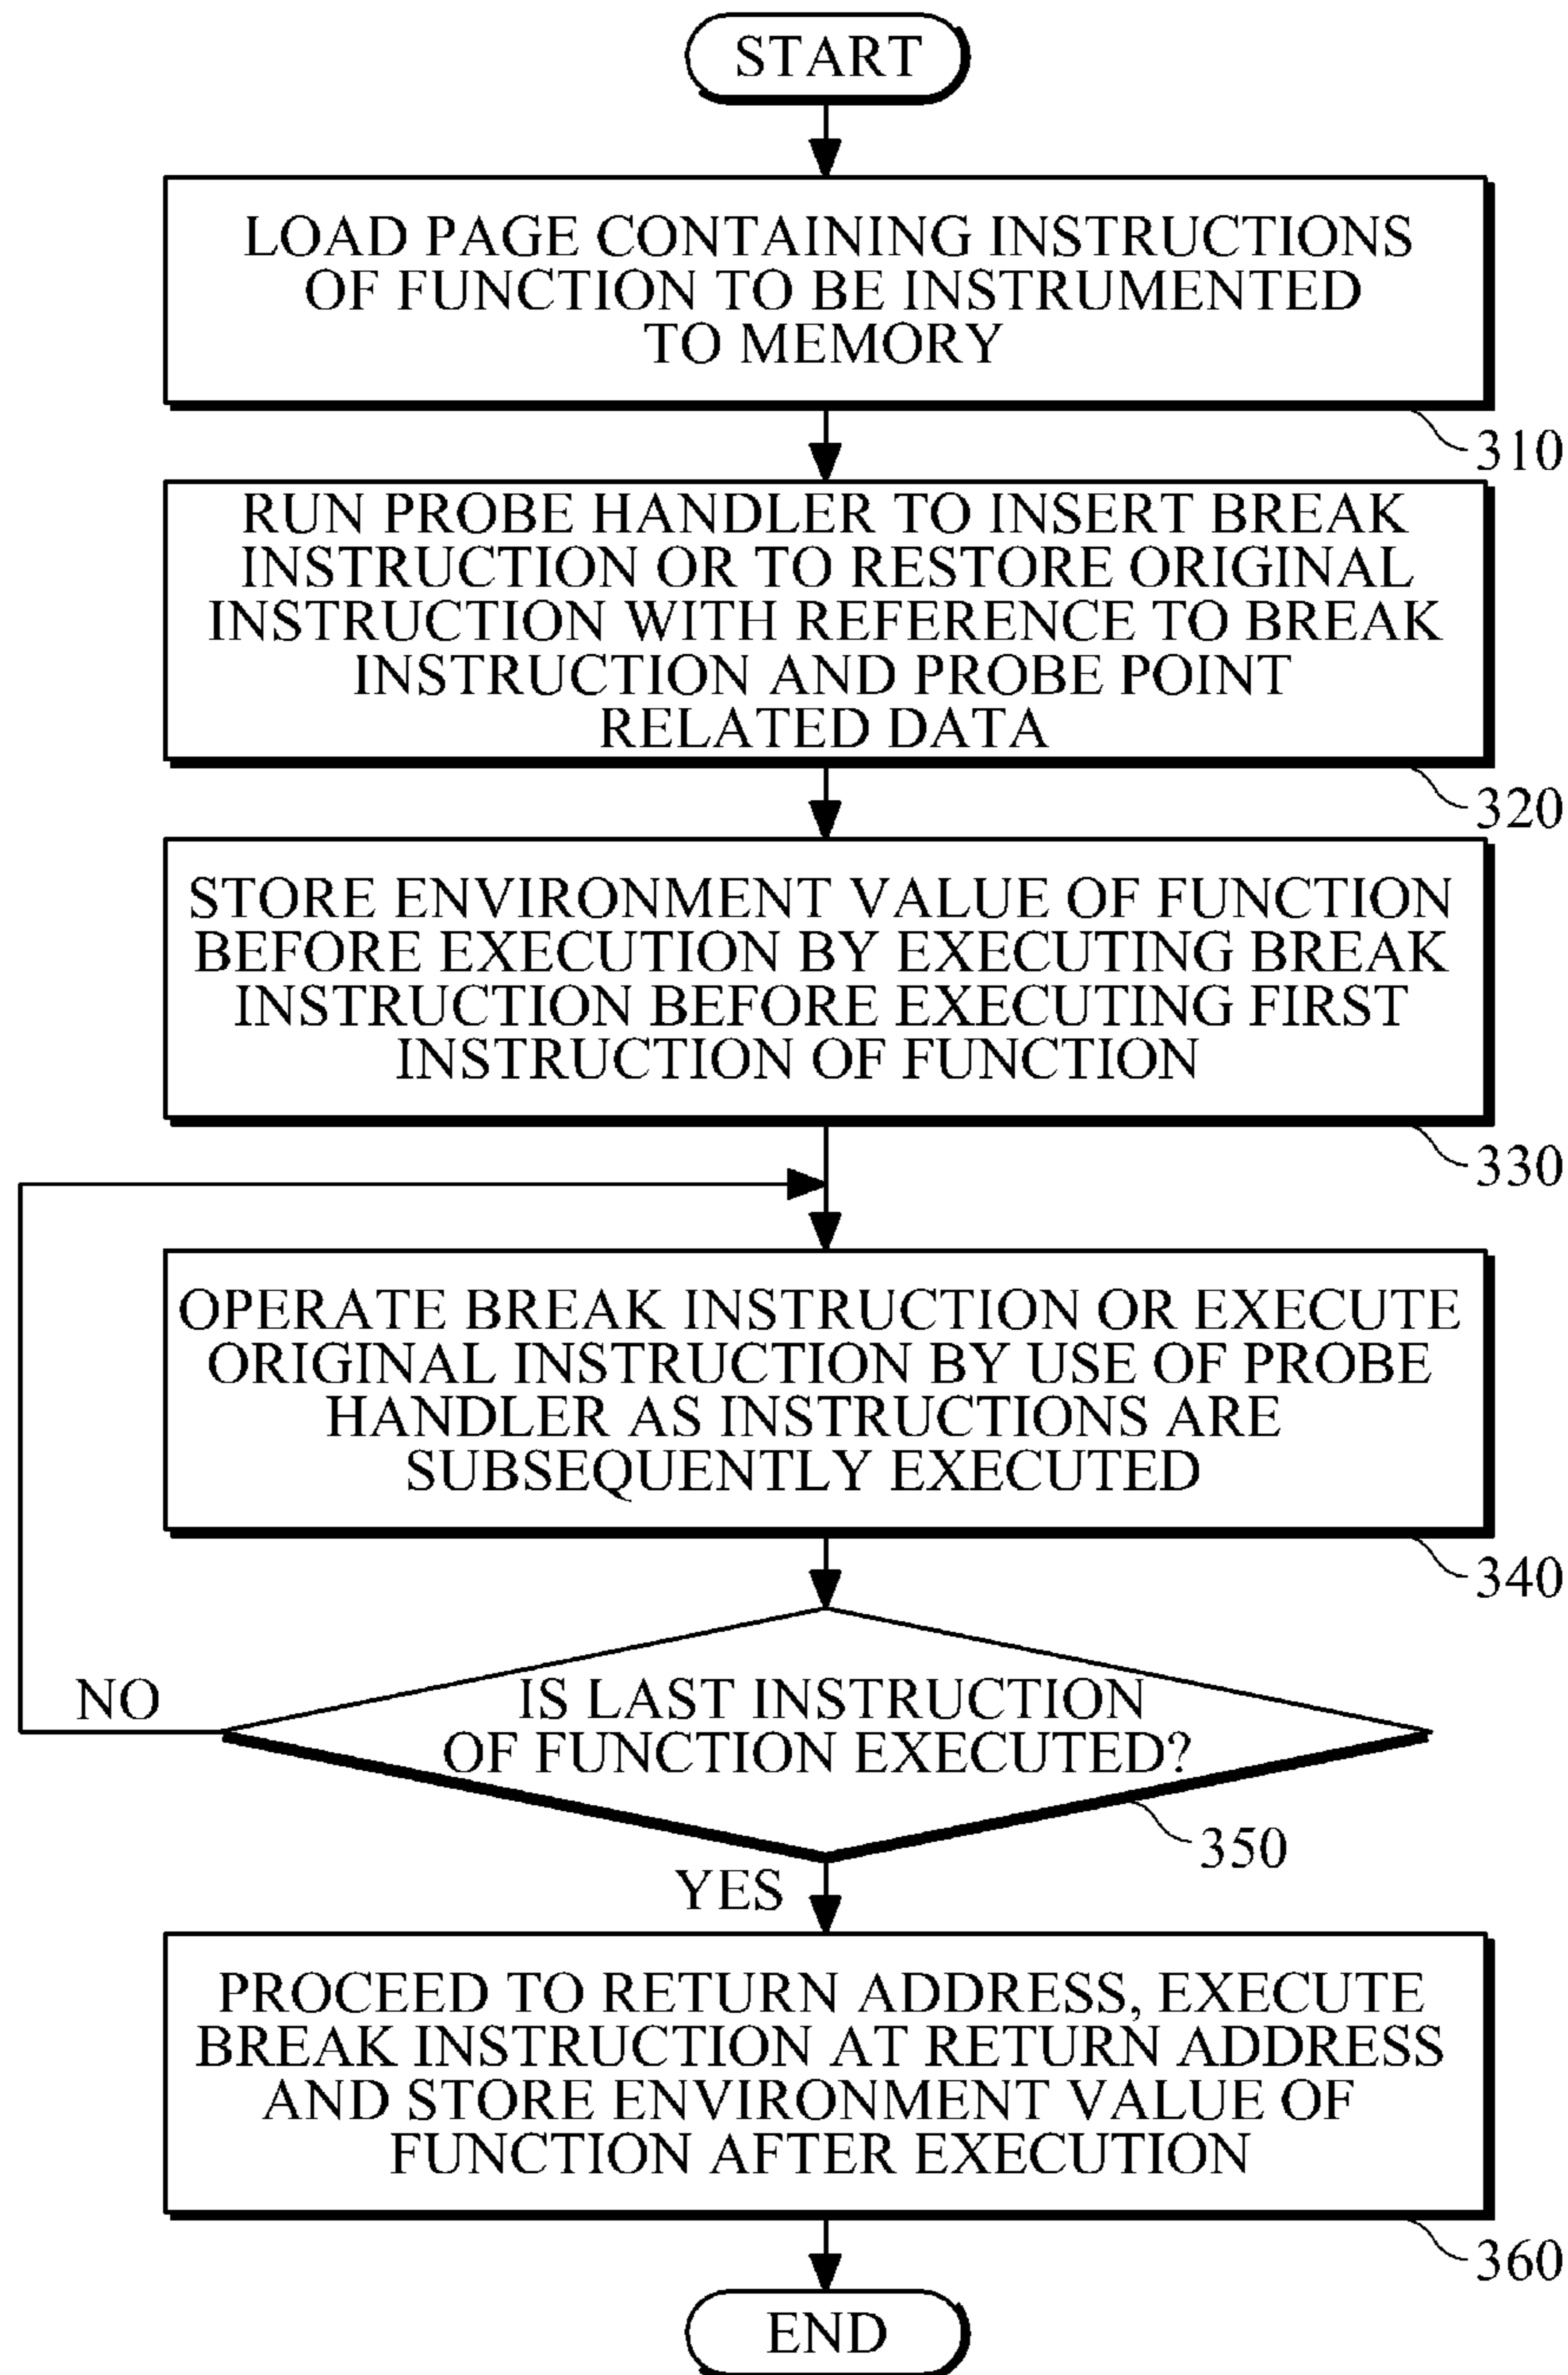 START
LOAD PAGE CONTAINING INSTRUCTIONS
OF FUNCTION TO BE INSTRUMENTED
TO MEMORY
310
RUN PROBE HANDLER TO INSERT BREAK
INSTRUCTION OR TO RESTORE ORIGINAL
INSTRUCTION WITH REFERENCE TO BREAK
INSTRUCTION AND PROBE POINT
RELATED DATA
320
STORE ENVIRONMENT VALUE OF FUNCTION
BEFORE EXECUTION BY EXECUTING BREAK
INSTRUCTION BEFORE EXECUTING FIRST
INSTRUCTION OF FUNCTION
330
OPERATE BREAK INSTRUCTION OR EXECUTE
ORIGINAL INSTRUCTION BY USE OF PROBE
HANDLER AS INSTRUCTIONS ARE
SUBSEQUENTLY EXECUTED
340
NO
IS LAST INSTRUCTION
OF FUNCTION EXECUTED?
350
YES
PROCEED TO RETURN ADDRESS, EXECUTE
BREAK INSTRUCTION AT RETURN ADDRESS
AND STORE ENVIRONMENT VALUE OF
FUNCTION AFTER EXECUTION
360
END